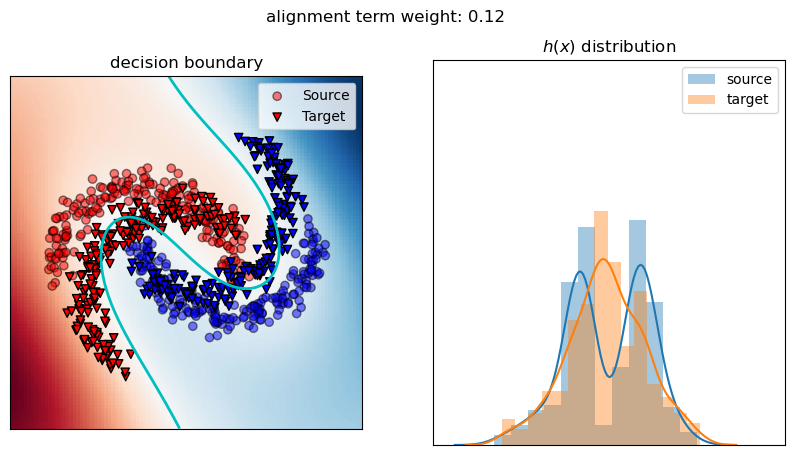 alignment term weight: 0.12
decision boundary
Source
Target
h(x) distribution
source
target